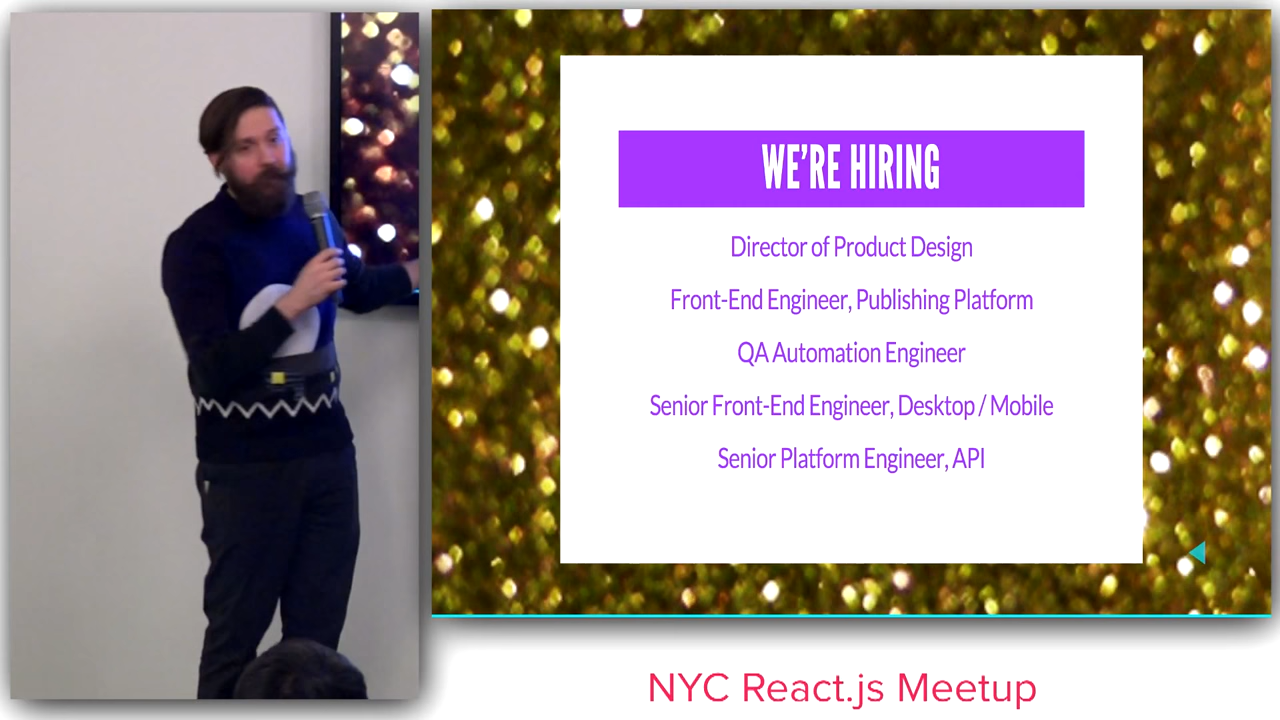 WE'RE HIRING
Director of Product Design
Front-End Engineer, Publishing Platform
QA Automation Engineer
Senior Front-End Engineer, Desktop / Mobile
Senior Platform Engineer, API
NYC React.js Meetup